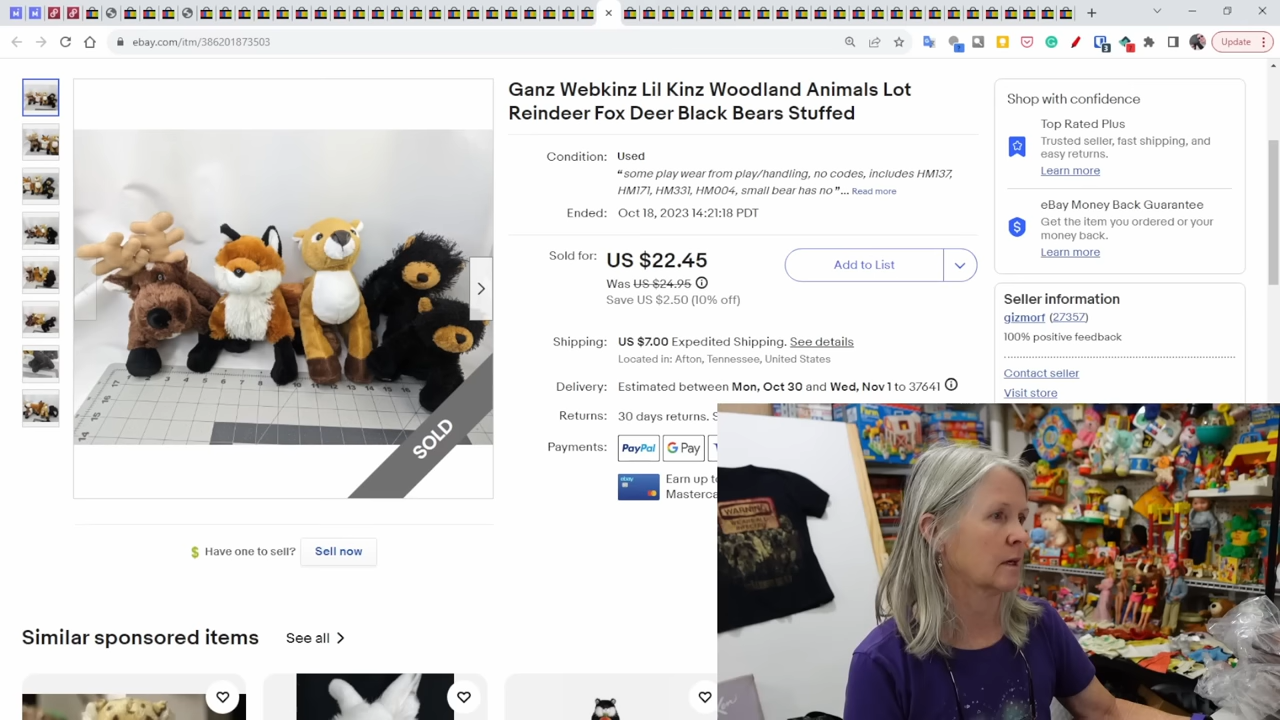 Update
ebay.com/itm/386201873503
Ganz Webkinz Lil Kinz Woodland Animals Lot
Reindeer Fox Deer Black Bears Stuffed
Condition: Used
“some play wear from play/handling, no codes, includes HM137,
HM171, HM331, HM004, small bear has no”... Read more
Ended: Oct 18, 2023 14:21:18 PDT
Sold for: US $22.45
Was US $24.95
Save US $2.50 (10% off)
Add to List
Shipping: US $7.00 Expedited Shipping. See details
Located in: Afton, Tennessee, United States
Delivery: Estimated between Mon, Oct 30 and Wed, Nov 1 to 37641
Returns: 30 days returns.
Payments: PayPal G Pay
ebay
Earn up to
SOLD
Shop with confidence
Top Rated Plus
Trusted seller, fast shipping, and
easy returns.
Learn more
eBay Money Back Guarantee
Get the item you ordered or your
money back.
Learn more
Seller information
gizmorf (27357)
100% positive feedback
Contact seller
Visit store
WARNING
Have one to sell? Sell now
Similar sponsored items See all